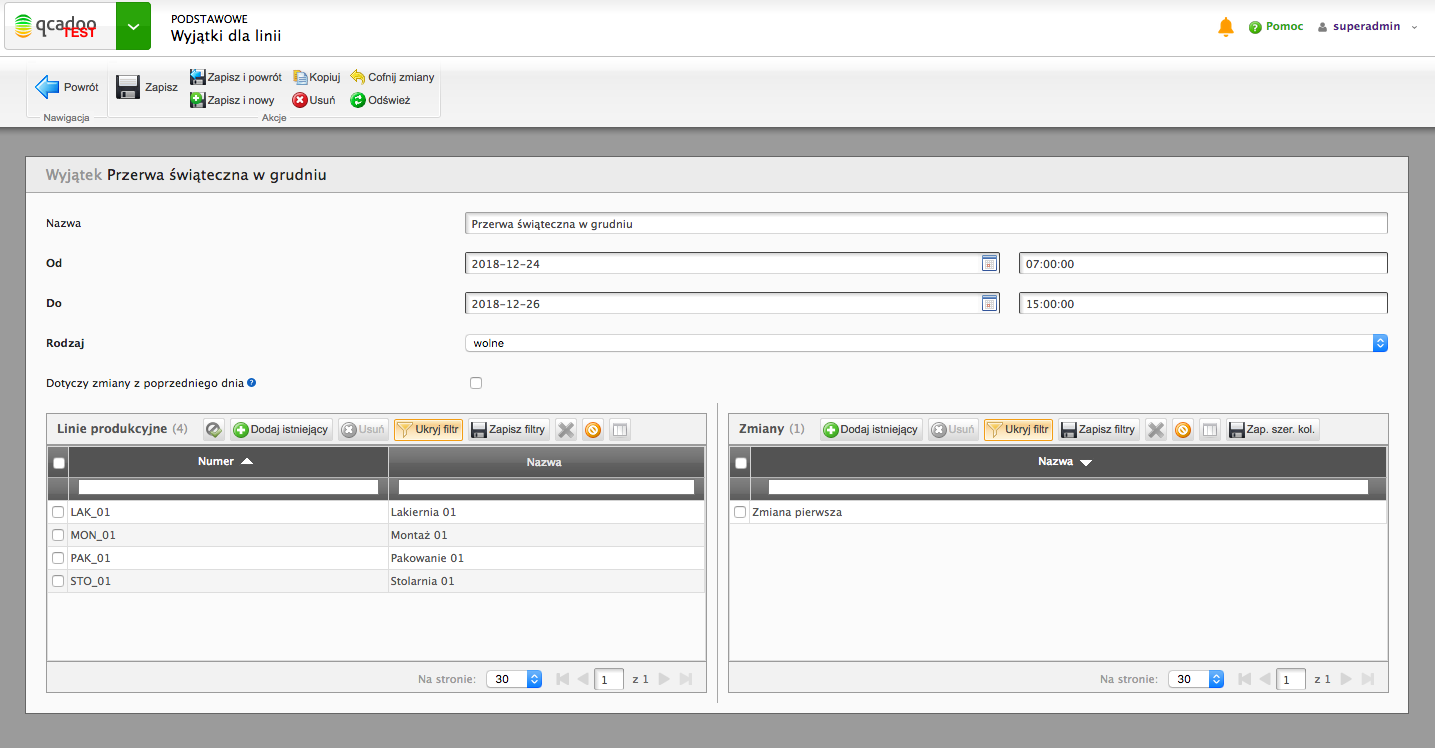 qcadoo
TEST
PODSTAWOWE
Wyjątki dla linii
Pomoc
superadmin
Powrót
Nawigacja
Zapisz
Zapisz i powrót
Kopiuj
Cofnij zmiany
Zapisz i nowy
Usuń
Odśwież
Akcje
Wyjątek Przerwa świąteczna w grudniu
Nazwa
Przerwa świąteczna w grudniu
Od
2018-12-24
07:00:00
Do
2018-12-26
15:00:00
Rodzaj
wolne
Dotyczy zmiany z poprzedniego dnia
Linie produkcyjne (4)
Dodaj istniejący
Usuń
Ukryj filtr
Zapisz filtry
Numer
Nazwa
LAK_01
Lakiernia 01
MON_01
Montaż 01
PAK_01
Pakowanie 01
STO_01
Stolarnia 01
Na stronie:
30
1
z 1
Zmiany (1)
Dodaj istniejący
Usuń
Ukryj filtr
Zapisz filtry
Zap. szer. kol.
Nazwa
Zmiana pierwsza
Na stronie:
30
1
z 1